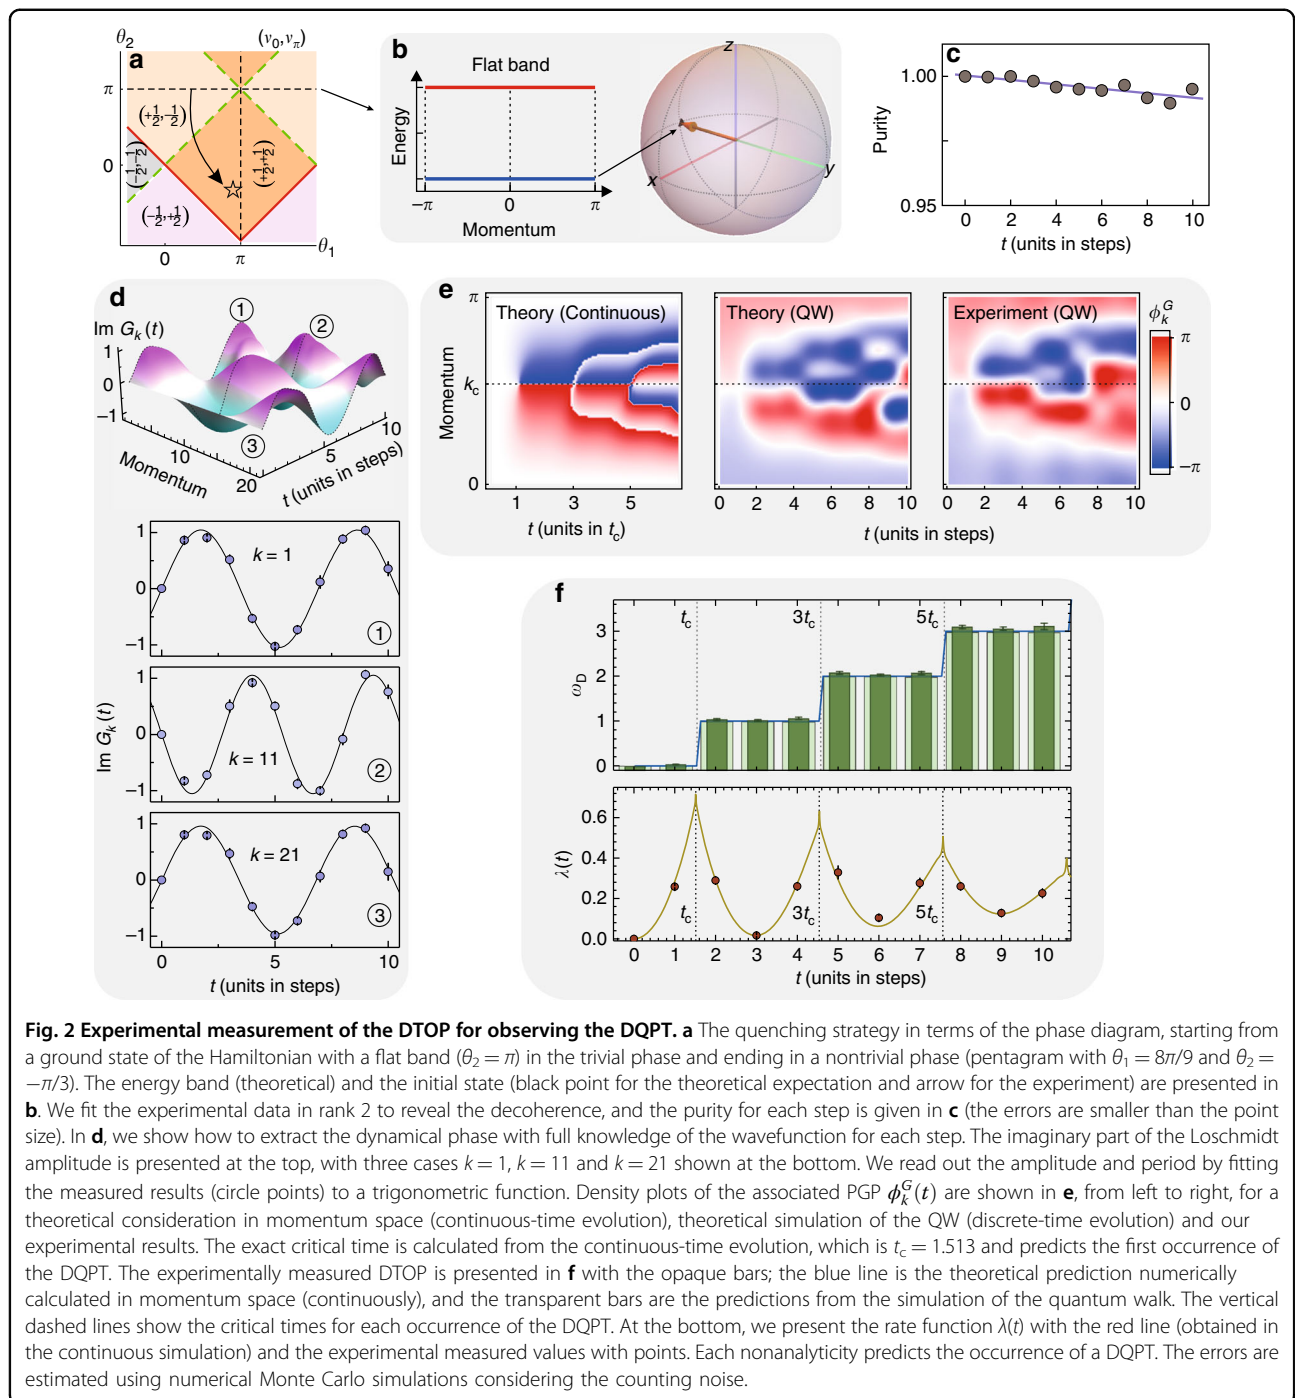 a
θ₂
(ν₀, ν_π)
π
(+1/2, -1/2)
0
(-1/2, -1/2)
(+1/2, +1/2)
(-1/2, +1/2)
θ₁
0
π
b
Flat band
Energy
−π
0
π
Momentum
z
x
y
c
1.00
Purity
0.95
0 2 4 6 8 10
t (units in steps)
d
Im G_k (t)
1
0
−1
①
②
③
10
20
Momentum
5
10
t (units in steps)
Im G_k (t)
1
0
−1
k = 1
①
1
0
−1
k = 11
②
1
0
−1
k = 21
③
0 5 10
t (units in steps)
e
Momentum
π
k_c
0
Theory (Continuous)
1 3 5
t (units in t_c)
Theory (QW)
0 2 4 6 8 10
Experiment (QW)
0 2 4 6 8 10
t (units in steps)
ϕ_k^G
π
0
−π
f
t_c 3t_c 5t_c
ω_D
3
2
1
0
λ(t)
0.6
0.4
0.2
0.0
t_c 3t_c 5t_c
0 1 2 3 4 5 6 7 8 9 10
t (units in steps)
Fig. 2 Experimental measurement of the DTOP for observing the DQPT. a The quenching strategy in terms of the phase diagram, starting from
a ground state of the Hamiltonian with a flat band (θ₂ = π) in the trivial phase and ending in a nontrivial phase (pentagram with θ₁ = 8π/9 and θ₂ =
−π/3). The energy band (theoretical) and the initial state (black point for the theoretical expectation and arrow for the experiment) are presented in
b. We fit the experimental data in rank 2 to reveal the decoherence, and the purity for each step is given in c (the errors are smaller than the point
size). In d, we show how to extract the dynamical phase with full knowledge of the wavefunction for each step. The imaginary part of the Loschmidt
amplitude is presented at the top, with three cases k = 1, k = 11 and k = 21 shown at the bottom. We read out the amplitude and period by fitting
the measured results (circle points) to a trigonometric function. Density plots of the associated PGP ϕ_k^G(t) are shown in e, from left to right, for a
theoretical consideration in momentum space (continuous-time evolution), theoretical simulation of the QW (discrete-time evolution) and our
experimental results. The exact critical time is calculated from the continuous-time evolution, which is t_c = 1.513 and predicts the first occurrence of
the DQPT. The experimentally measured DTOP is presented in f with the opaque bars; the blue line is the theoretical prediction numerically
calculated in momentum space (continuously), and the transparent bars are the predictions from the simulation of the quantum walk. The vertical
dashed lines show the critical times for each occurrence of the DQPT. At the bottom, we present the rate function λ(t) with the red line (obtained in
the continuous simulation) and the experimental measured values with points. Each nonanalyticity predicts the occurrence of a DQPT. The errors are
estimated using numerical Monte Carlo simulations considering the counting noise.